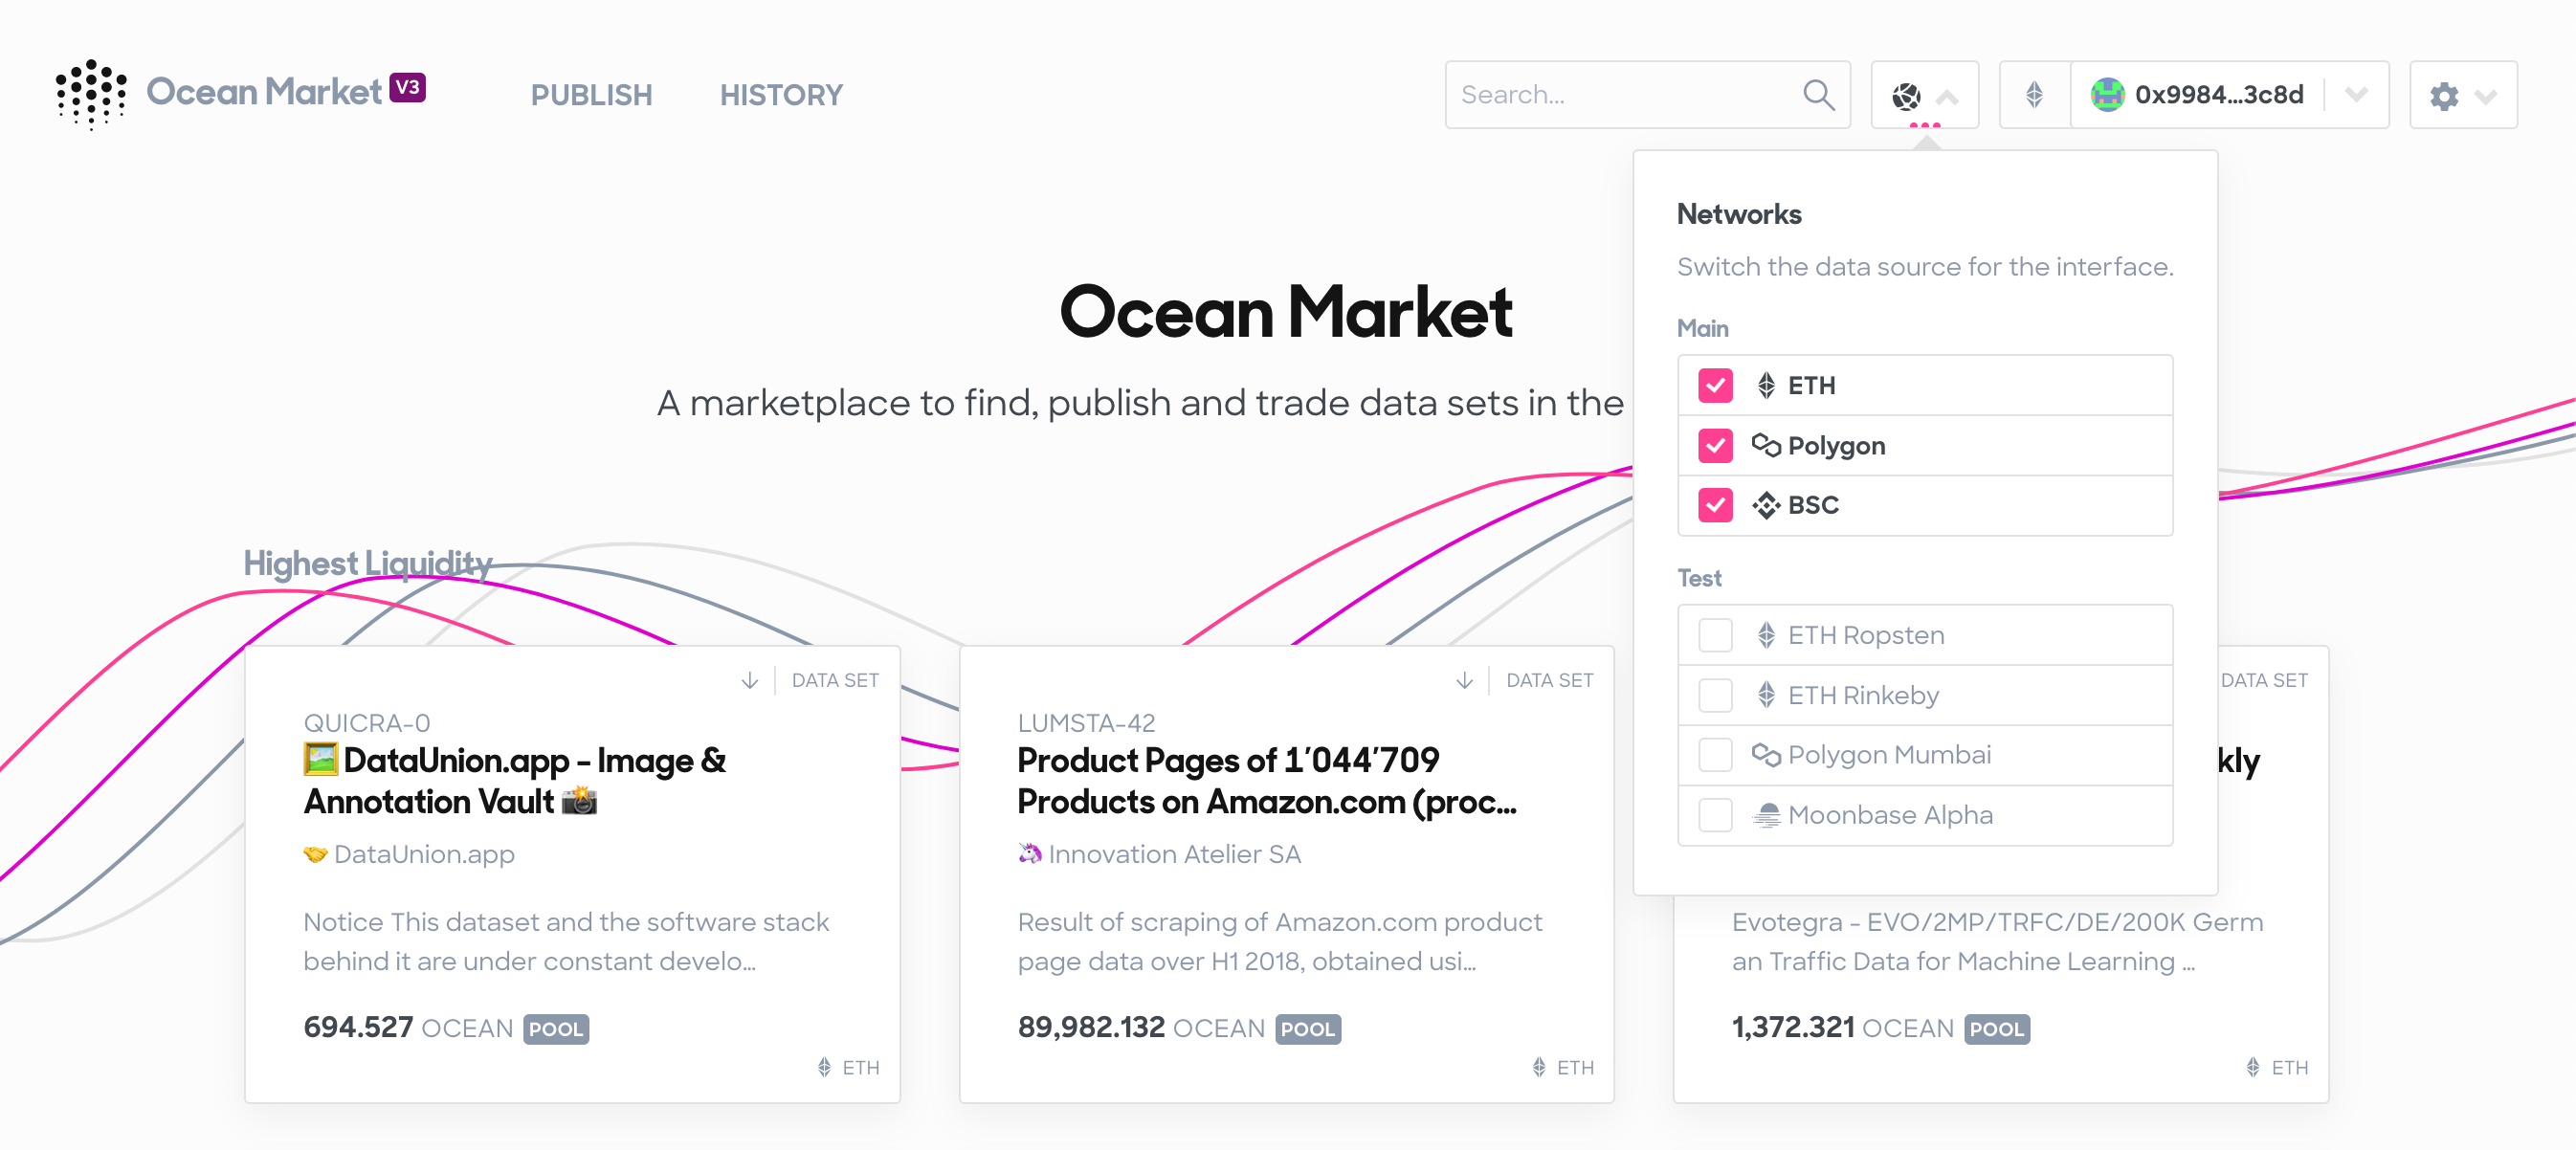 Ocean Market V3
PUBLISH
HISTORY
Search...
0x9984...3c8d
Networks
Switch the data source for the interface.
Main
ETH
Polygon
BSC
Test
ETH Ropsten
ETH Rinkeby
Polygon Mumbai
Moonbase Alpha
Ocean Market
A marketplace to find, publish and trade data sets in the
Highest Liquidity
DATA SET
QUICRA-0
🖼️ DataUnion.app - Image &
Annotation Vault 📸
🤝 DataUnion.app
Notice This dataset and the software stack
behind it are under constant develo...
694.527 OCEAN POOL
ETH
DATA SET
LUMSTA-42
Product Pages of 1'044'709
Products on Amazon.com (proc...
🦄 Innovation Atelier SA
Result of scraping of Amazon.com product
page data over H1 2018, obtained usi...
89,982.132 OCEAN POOL
ETH
DATA SET
kly
Evotegra - EVO/2MP/TRFC/DE/200K Germ
an Traffic Data for Machine Learning ...
1,372.321 OCEAN POOL
ETH